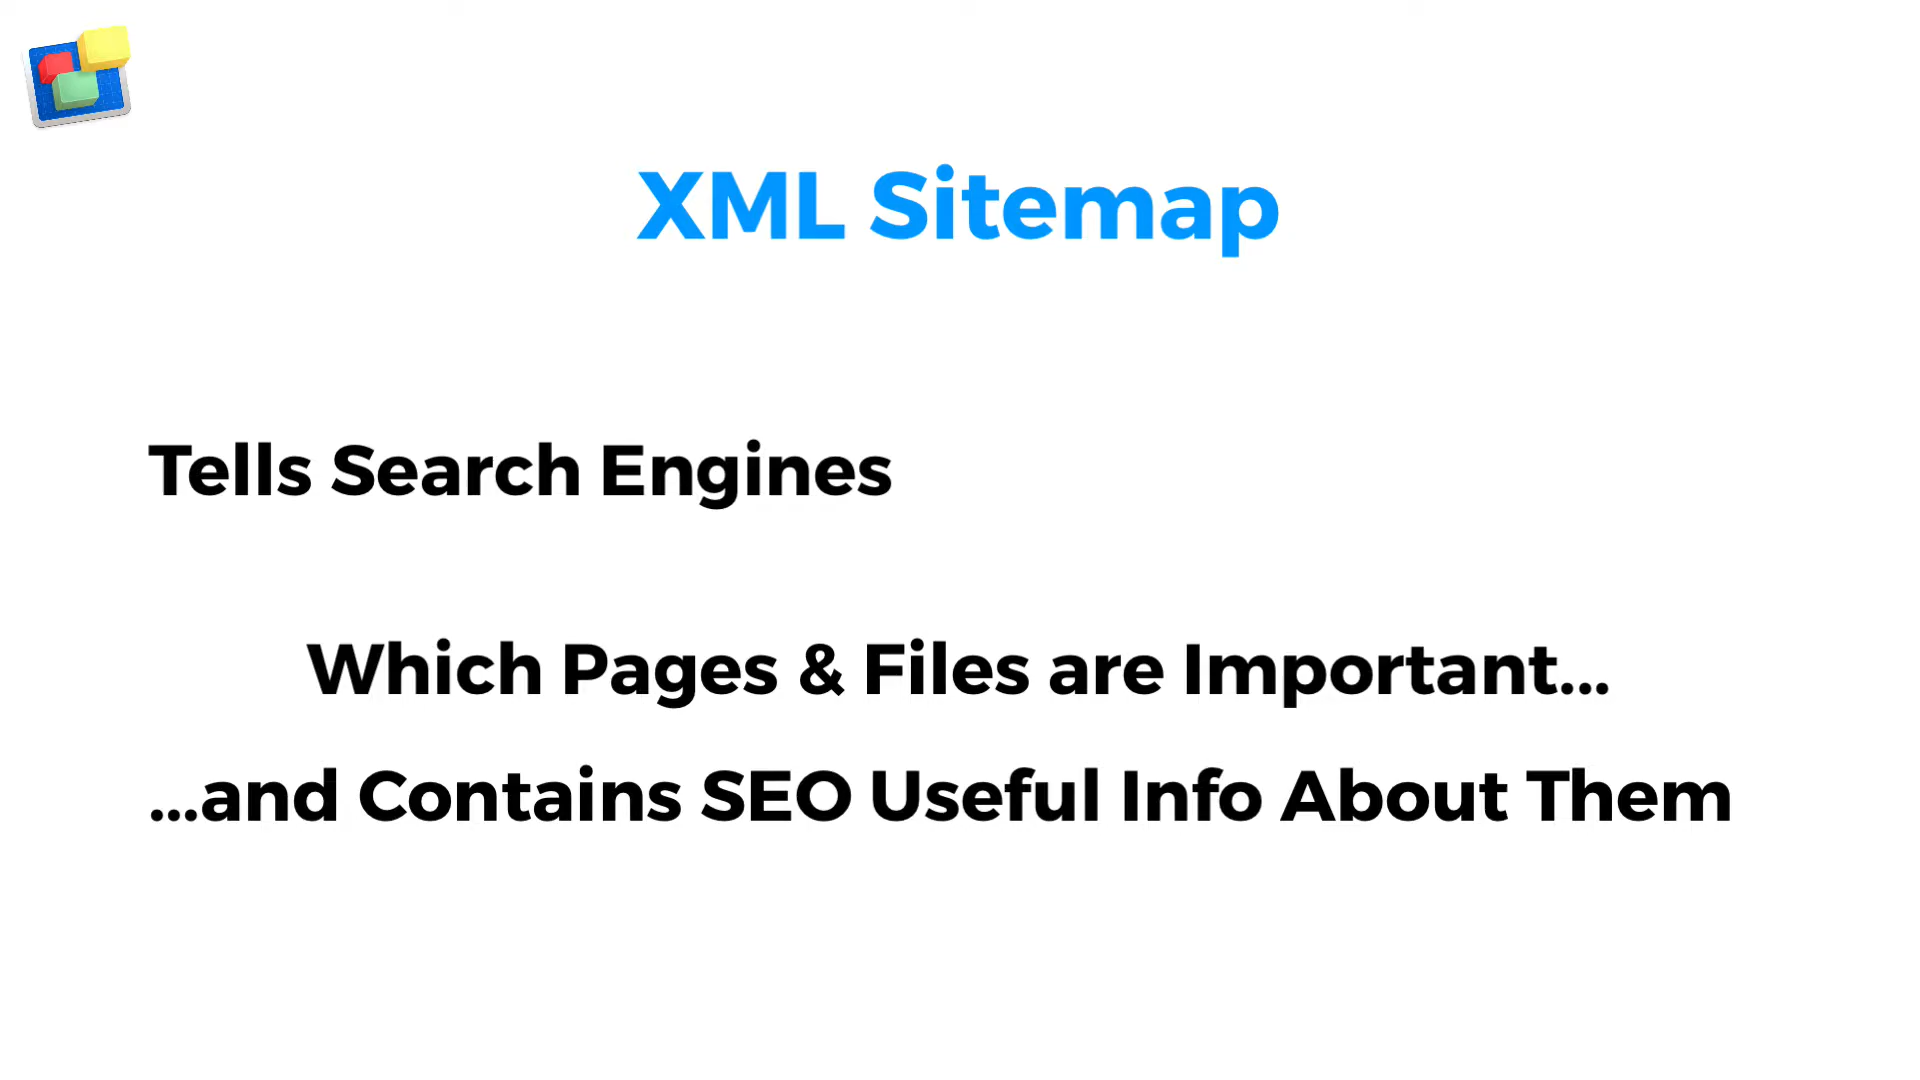 XML Sitemap
Tells Search Engines
Which Pages & Files are Important...
...and Contains SEO Useful Info About Them